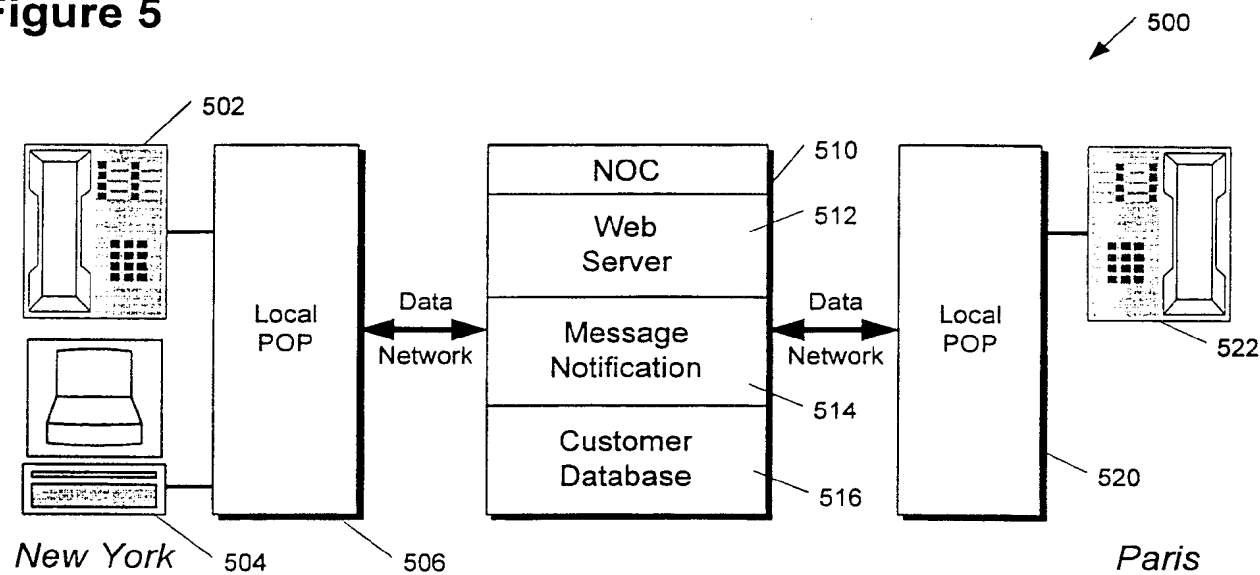 Figure 5
500
502
510
NOC
512
Web
Server
Local
POP
Data
Network
Message
Notification
514
Data
Network
Local
POP
522
Customer
Database
516
520
New York
504
506
Paris